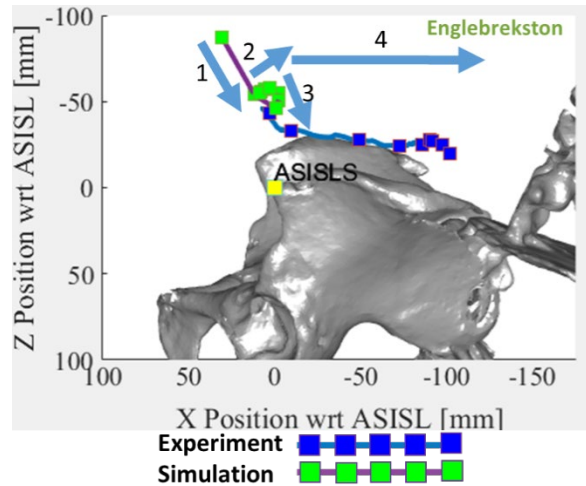 -100
Englebrekston
4
2
1
3
-50
ASISLS
0
50
100
Z Position wrt ASISL [mm]
100
50
0
-50
-100
-150
X Position wrt ASISL [mm]
Experiment
Simulation